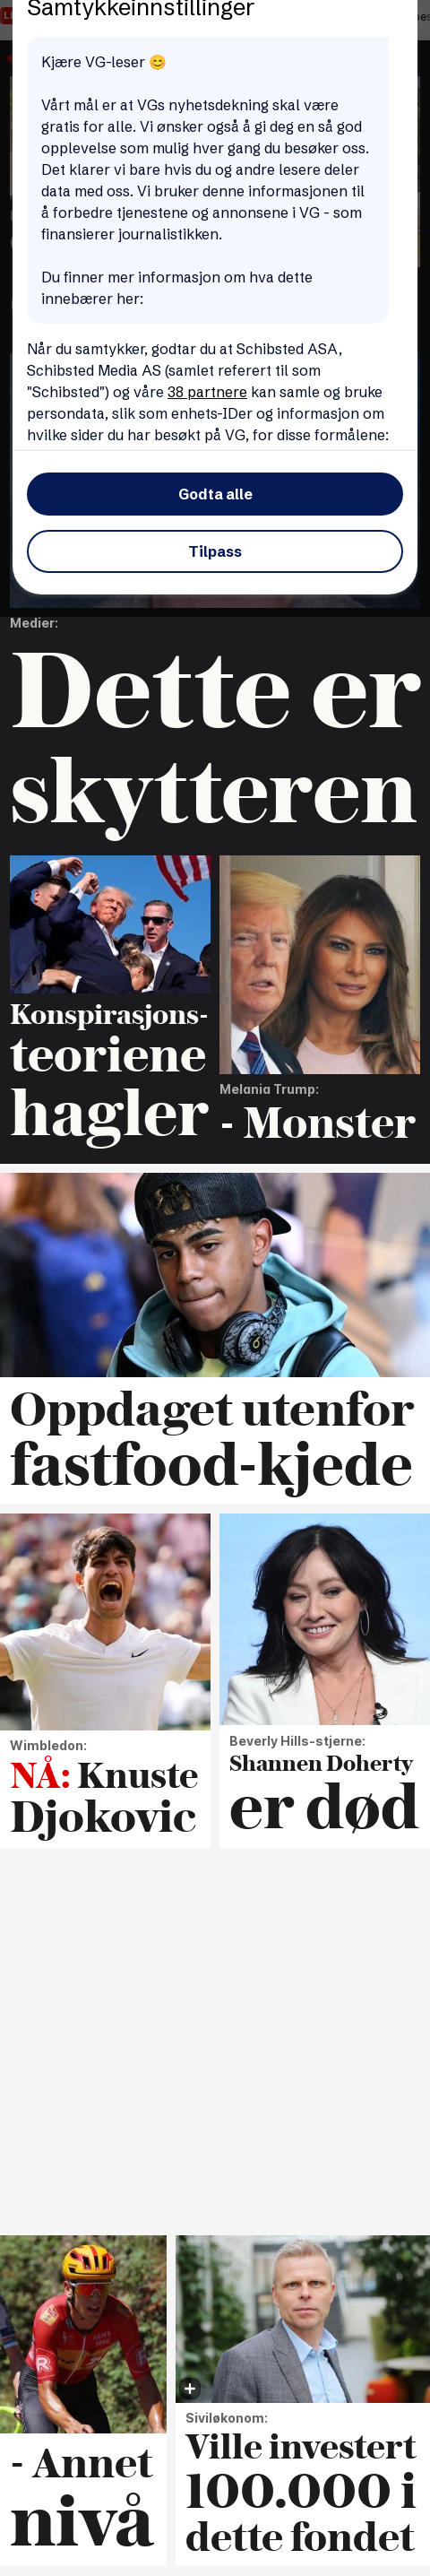 Samtykkeinnstillinger
Kjære VG-leser 😊
Vårt mål er at VGs nyhetsdekning skal være
gratis for alle. Vi ønsker også å gi deg en så god
opplevelse som mulig hver gang du besøker oss.
Det klarer vi bare hvis du og andre lesere deler
data med oss. Vi bruker denne informasjonen til
å forbedre tjenestene og annonsene i VG - som
finansierer journalistikken.
Du finner mer informasjon om hva dette
innebærer her:
Når du samtykker, godtar du at Schibsted ASA,
Schibsted Media AS (samlet referert til som
"Schibsted") og våre 38 partnere kan samle og bruke
persondata, slik som enhets-IDer og informasjon om
hvilke sider du har besøkt på VG, for disse formålene:
Godta alle
Tilpass
Medier:
Dette er
skytteren
Konspirasjons-
teoriene
hagler
Melania Trump:
- Monster
Oppdaget utenfor
fastfood-kjede
Wimbledon:
NÅ: Knuste
Djokovic
Beverly Hills-stjerne:
Shannen Doherty
er død
- Annet
nivå
Siviløkonom:
Ville investert
100.000 i
dette fondet